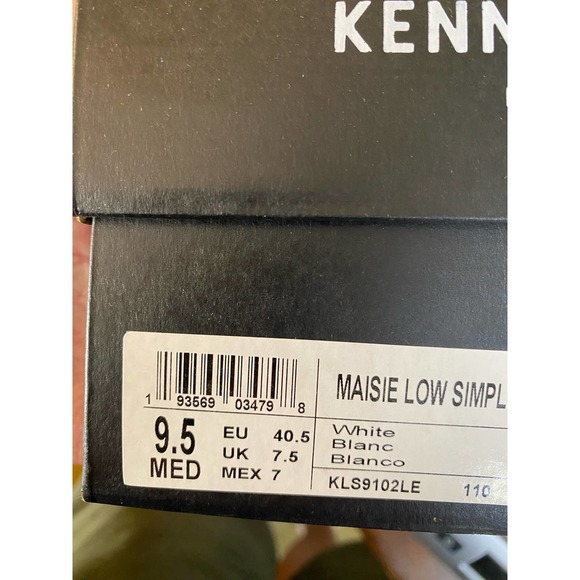 KENN
1 93569 03479 8
MAISIE LOW SIMPL
9.5 MED
EU 40.5
UK 7.5
MEX 7
White
Blanc
Blanco
KLS9102LE 110